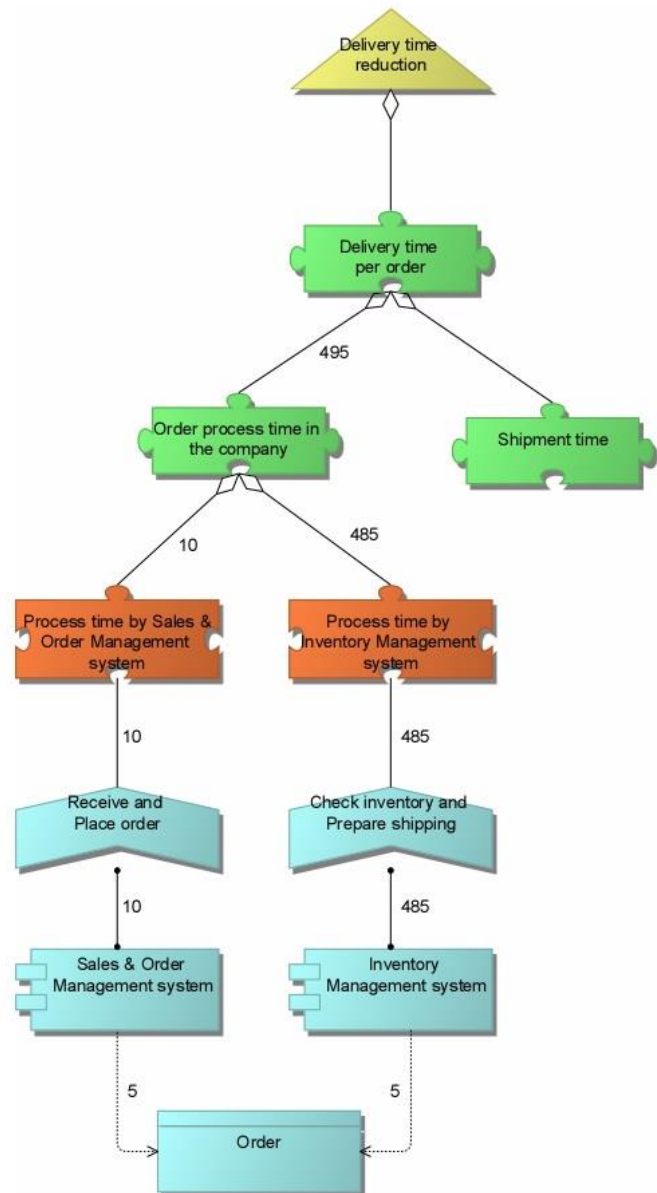 Delivery time
reduction
Delivery time
per order
495
Order process time in
the company
Shipment time
10
485
Process time by Sales &
Order Management
system
Process time by
Inventory Management
system
10
485
Receive and
Place order
Check inventory and
Prepare shipping
10
485
Sales & Order
Management system
Inventory
Management system
5
5
Order